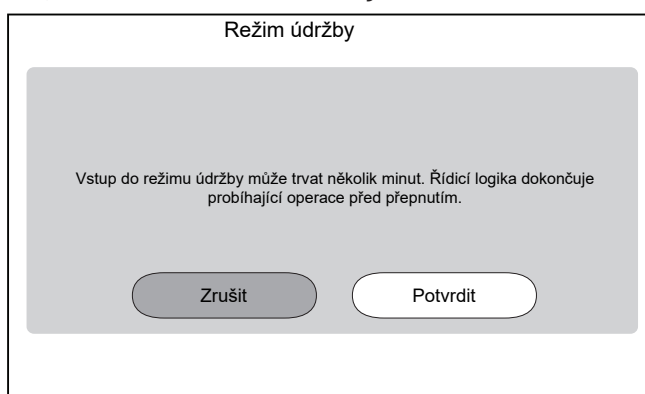 Režim údržby
Vstup do režimu údržby může trvat několik minut. Řídicí logika dokončuje
probíhající operace před přepnutím.
Zrušit
Potvrdit